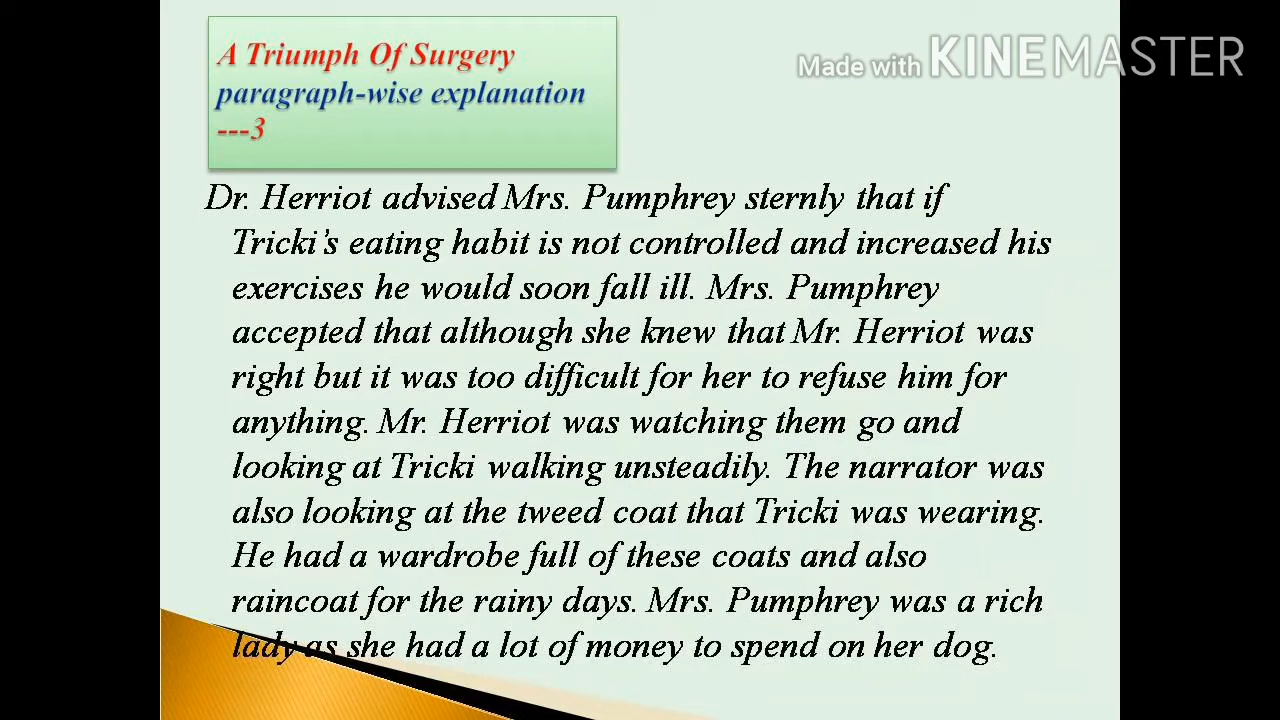 A Triumph Of Surgery
paragraph-wise explanation
---3
Made with KINEMASTER
Dr. Herriot advised Mrs. Pumphrey sternly that if
Tricki's eating habit is not controlled and increased his
exercises he would soon fall ill. Mrs. Pumphrey
accepted that although she knew that Mr. Herriot was
right but it was too difficult for her to refuse him for
anything. Mr. Herriot was watching them go and
looking at Tricki walking unsteadily. The narrator was
also looking at the tweed coat that Tricki was wearing.
He had a wardrobe full of these coats and also
raincoat for the rainy days. Mrs. Pumphrey was a rich
lady as she had a lot of money to spend on her dog.